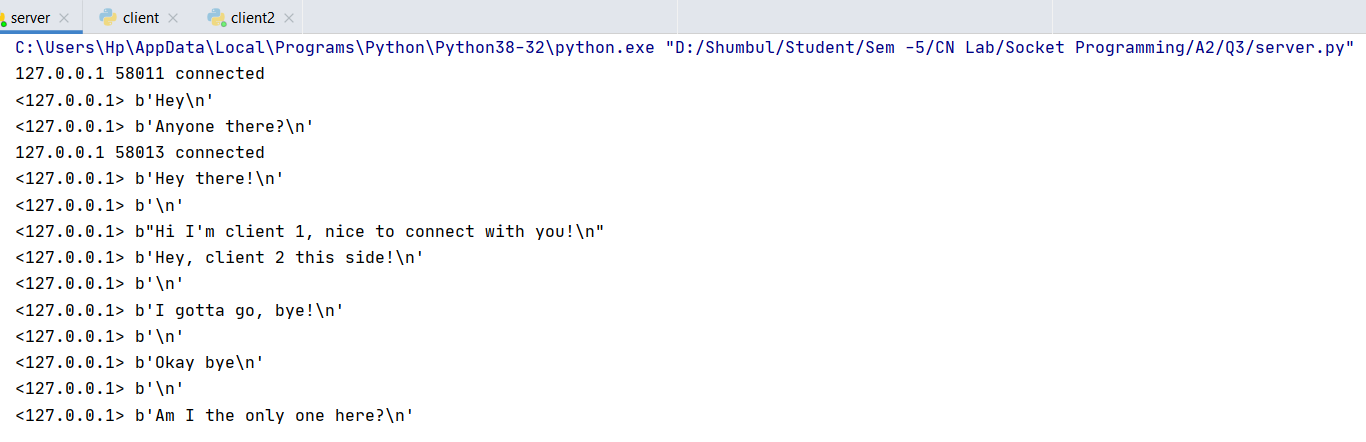 server client client2
C:\Users\Hp\AppData\Local\Programs\Python\Python38-32\python.exe "D:/Shumbul/Student/Sem -5/CN Lab/Socket Programming/A2/Q3/server.py"
127.0.0.1 58011 connected
<127.0.0.1> b'Hey\n'
<127.0.0.1> b'Anyone there?\n'
127.0.0.1 58013 connected
<127.0.0.1> b'Hey there!\n'
<127.0.0.1> b'\n'
<127.0.0.1> b"Hi I'm client 1, nice to connect with you!\n"
<127.0.0.1> b'Hey, client 2 this side!\n'
<127.0.0.1> b'\n'
<127.0.0.1> b'I gotta go, bye!\n'
<127.0.0.1> b'\n'
<127.0.0.1> b'Okay bye\n'
<127.0.0.1> b'\n'
<127.0.0.1> b'Am I the only one here?\n'